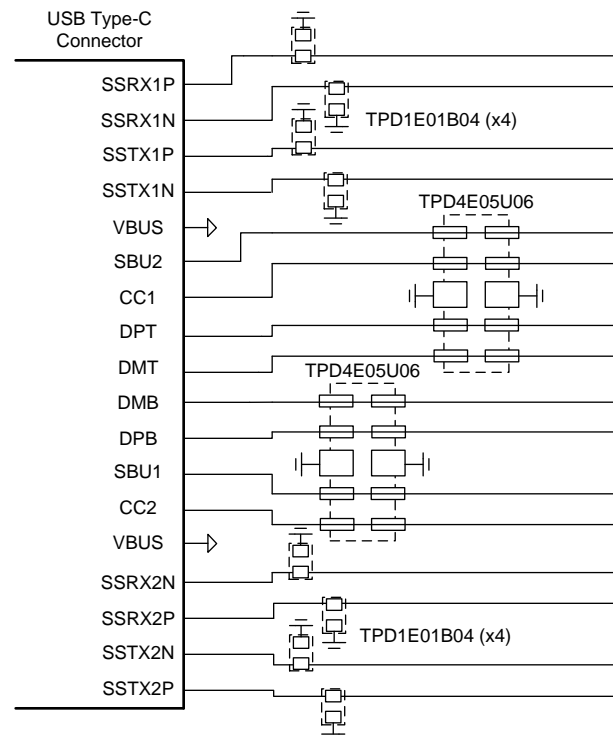 USB Type-C
Connector
SSRX1P
SSRX1N
TPD1E01B04 (x4)
SSTX1P
SSTX1N
TPD4E05U06
VBUS
SBU2
CC1
DPT
DMT
TPD4E05U06
DMB
DPB
SBU1
CC2
VBUS
SSRX2N
SSRX2P
TPD1E01B04 (x4)
SSTX2N
SSTX2P